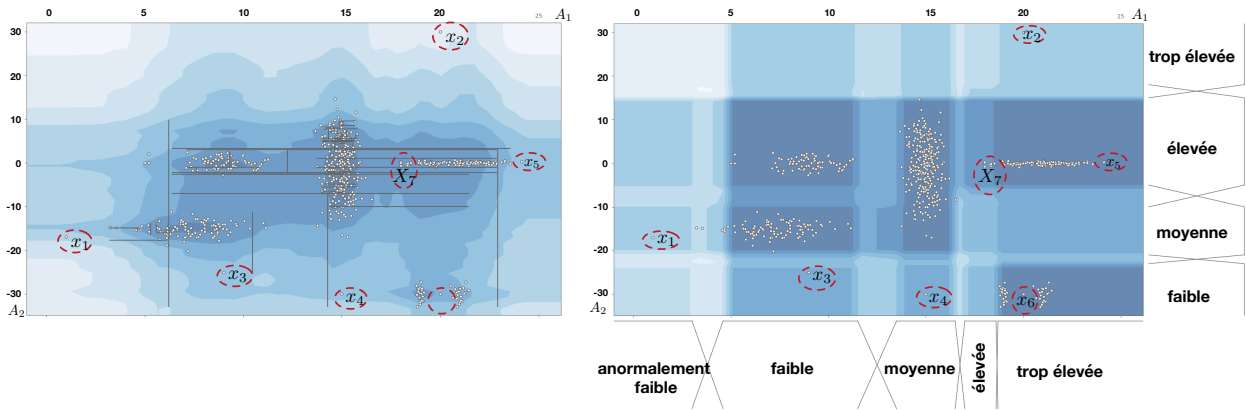 0 5 10 15 20 25 A1
30 20 10 0 -10 -20 -30 A2
x2
x5
X7
x1
x3
x4
0 5 10 15 20 25 A1
30 20 10 0 -10 -20 -30 A2
x2
x5
X7
x1
x3
x4
x6
trop élevée
élevée
moyenne
faible
anormalement
faible
faible
moyenne
élevée
trop élevée